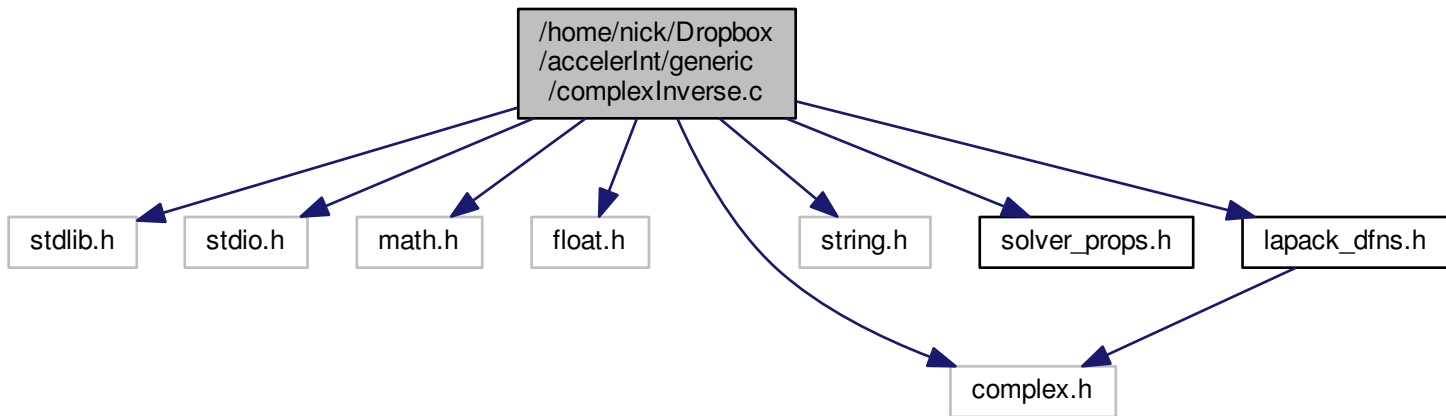 /home/nick/Dropbox
/accelerInt/generic
/complexInverse.c
stdlib.h
stdio.h
math.h
float.h
string.h
solver_props.h
lapack_dfns.h
complex.h